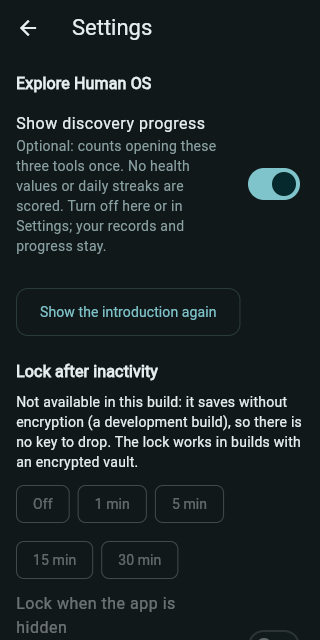 Settings
Explore Human OS
Show discovery progress
Optional: counts opening these
three tools once. No health
values or daily streaks are
scored. Turn off here or in
Settings; your records and
progress stay.
Show the introduction again
Lock after inactivity
Not available in this build: it saves without
encryption (a development build), so there is
no key to drop. The lock works in builds with
an encrypted vault.
Off
1 min
5 min
15 min
30 min
Lock when the app is
hidden